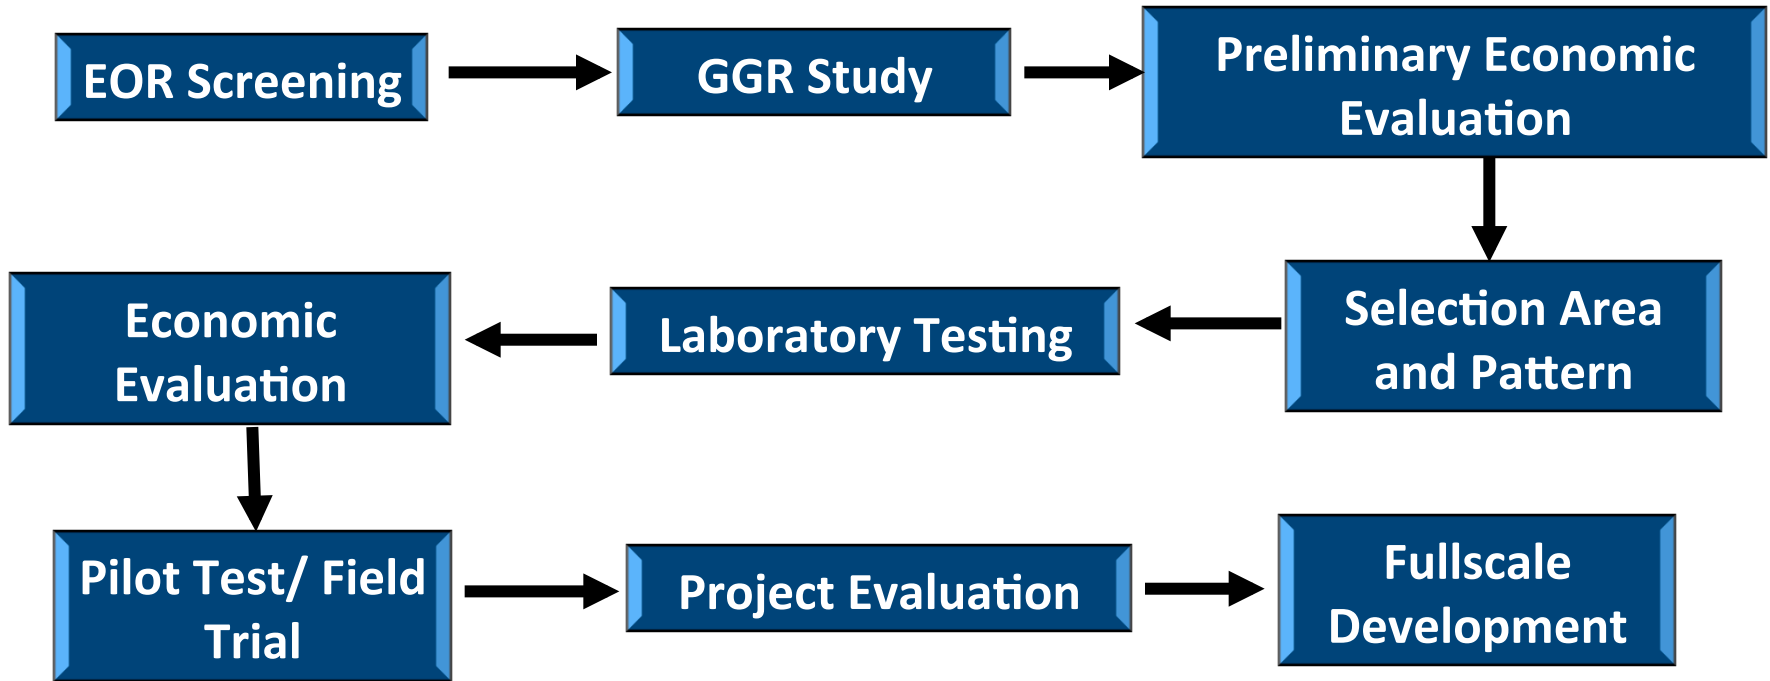 EOR Screening
GGR Study
Preliminary Economic
Evaluation
Selection Area
and Pattern
Laboratory Testing
Economic
Evaluation
Pilot Test/ Field
Trial
Project Evaluation
Fullscale
Development